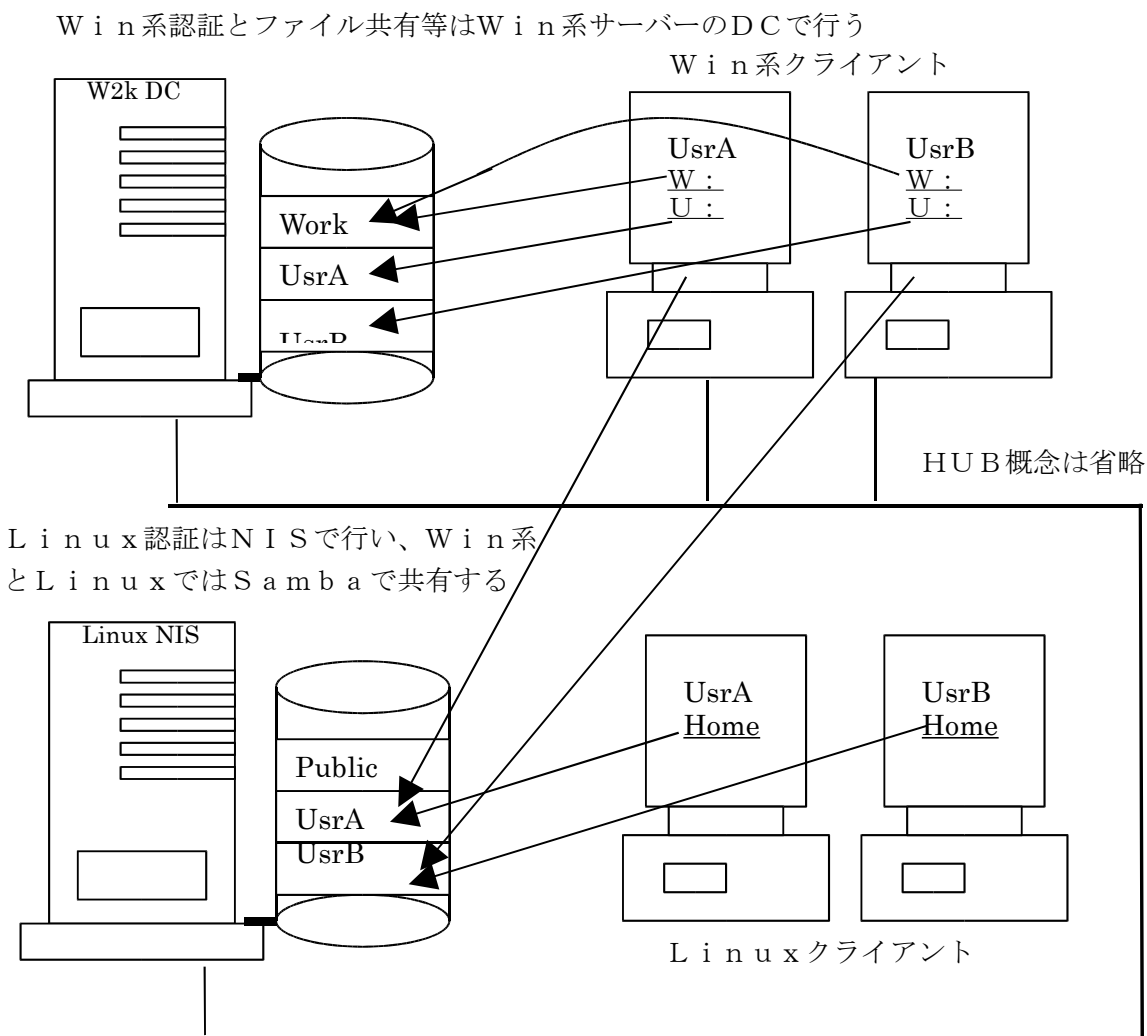 Ｗｉｎ系認証とファイル共有等はＷｉｎ系サーバーのＤＣで行う
Ｗｉｎ系クライアント
W2k DC
UsrA
Ｗ：
Ｕ：
UsrB
Ｗ：
Ｕ：
Work
UsrA
UsrB
ＨＵＢ概念は省略
Ｌｉｎｕｘ認証はＮＩＳで行い、Ｗｉｎ系
とＬｉｎｕｘではＳａｍｂａで共有する
Linux NIS
UsrA
Home
UsrB
Home
Public
UsrA
UsrB
Ｌｉｎｕｘクライアント